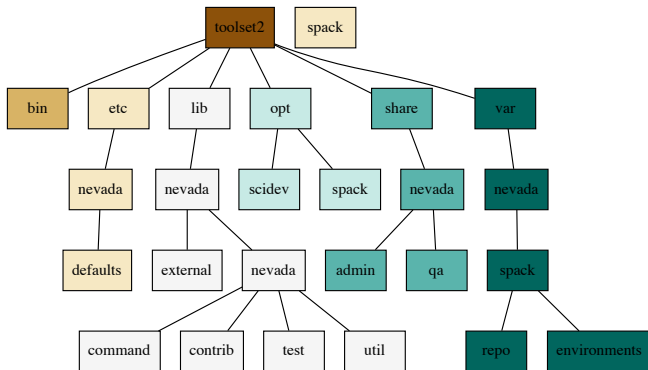 toolset2 spack
bin etc lib opt share var
nevada nevada scidev spack nevada nevada
defaults external nevada admin qa spack
command contrib test util repo environments